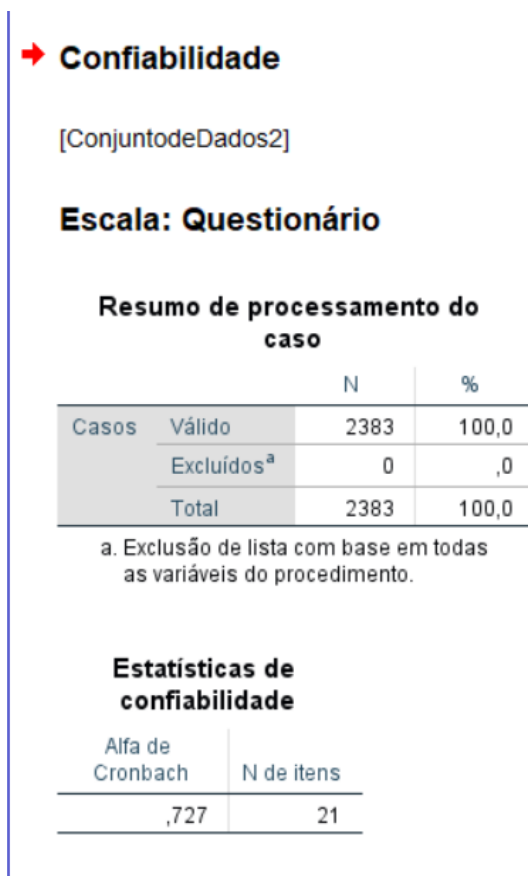 Confiabilidade
[ConjuntodeDados2]
Escala: Questionário
Resumo de processamento do
caso
N %
Casos Válido 2383 100,0
Excluídosª 0 ,0
Total 2383 100,0
a. Exclusão de lista com base em todas
as variáveis do procedimento.
Estatísticas de
confiabilidade
Alfa de
Cronbach N de itens
,727 21